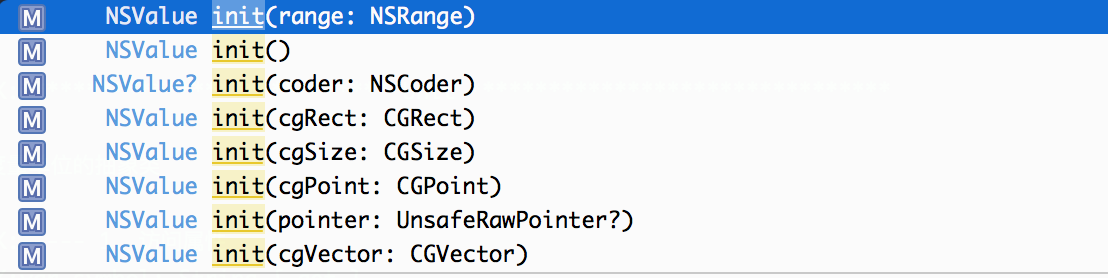 M NSValue init(range: NSRange)
M NSValue init()
M NSValue? init(coder: NSCoder)
M NSValue init(cgRect: CGRect)
M NSValue init(cgSize: CGSize)
M NSValue init(cgPoint: CGPoint)
M NSValue init(pointer: UnsafeRawPointer?)
M NSValue init(cgVector: CGVector)